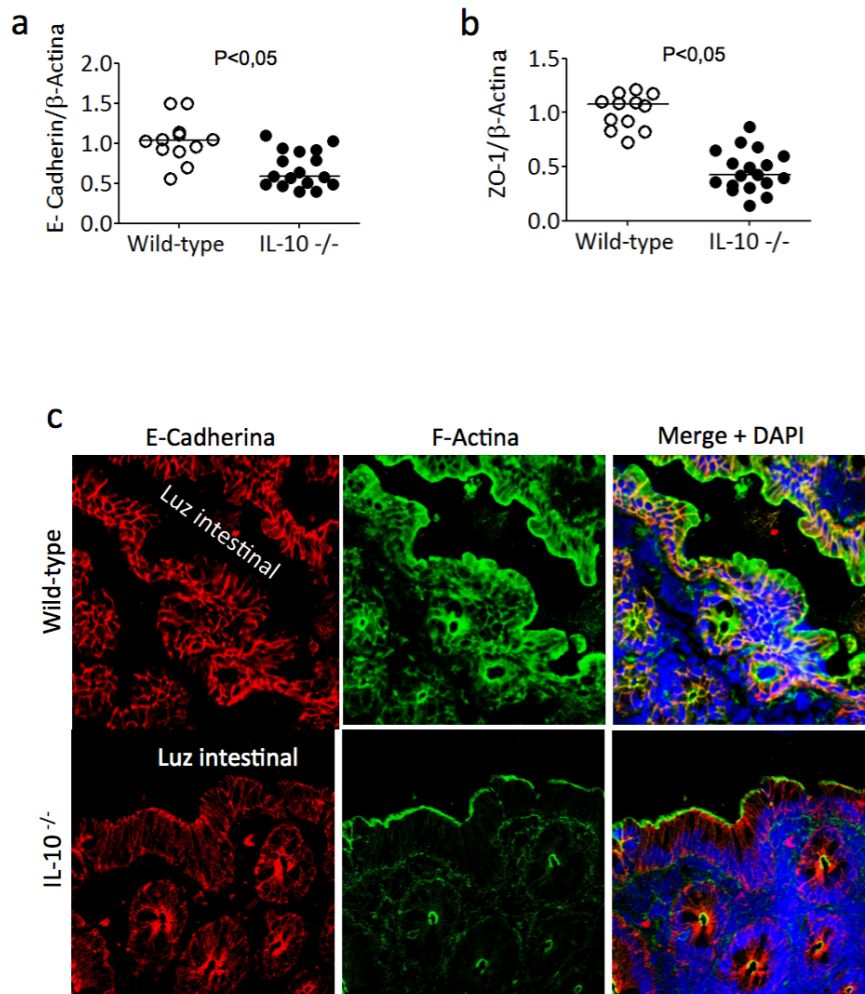 a
P<0,05
E- Cadherin/β-Actina
2.0
1.5
1.0
0.5
0.0
Wild-type IL-10 -/-
b
P<0,05
ZO-1/β-Actina
1.5
1.0
0.5
0.0
Wild-type IL-10 -/-
c
E-Cadherina F-Actina Merge + DAPI
Wild-type
Luz intestinal
IL-10 -/-
Luz intestinal